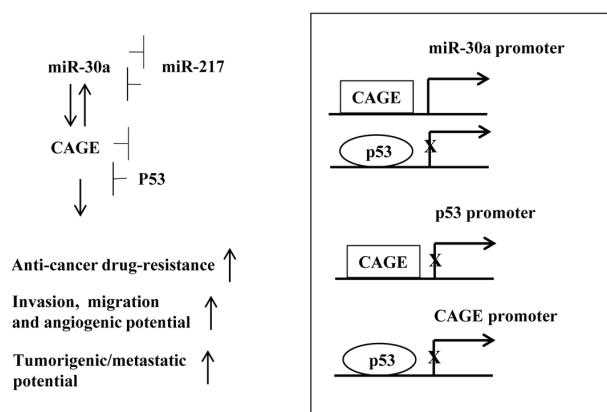 miR-30a
miR-217
CAGE
P53
Anti-cancer drug-resistance
Invasion, migration
and angiogenic potential
Tumorigenic/metastatic
potential
miR-30a promoter
CAGE
p53
X
p53 promoter
CAGE
X
CAGE promoter
p53
X